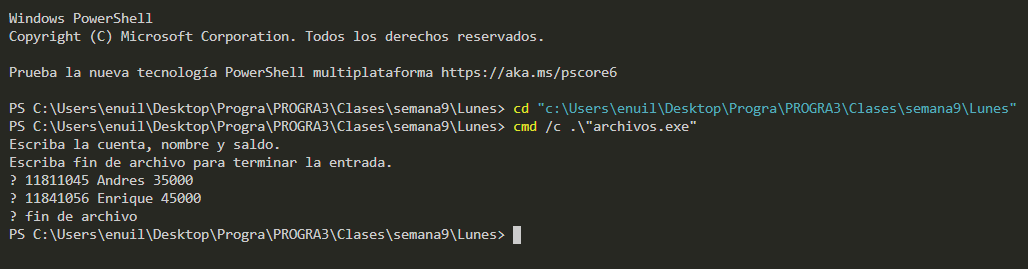 Windows PowerShell
Copyright (C) Microsoft Corporation. Todos los derechos reservados.
Prueba la nueva tecnología PowerShell multiplataforma https://aka.ms/pscore6
PS C:\Users\enuil\Desktop\Progra\PROGRA3\Clases\semana9\Lunes> cd "c:\Users\enuil\Desktop\Progra\PROGRA3\Clases\semana9\Lunes"
PS C:\Users\enuil\Desktop\Progra\PROGRA3\Clases\semana9\Lunes> cmd /c .\"archivos.exe"
Escriba la cuenta, nombre y saldo.
Escriba fin de archivo para terminar la entrada.
? 11811045 Andres 35000
? 11841056 Enrique 45000
? fin de archivo
PS C:\Users\enuil\Desktop\Progra\PROGRA3\Clases\semana9\Lunes>